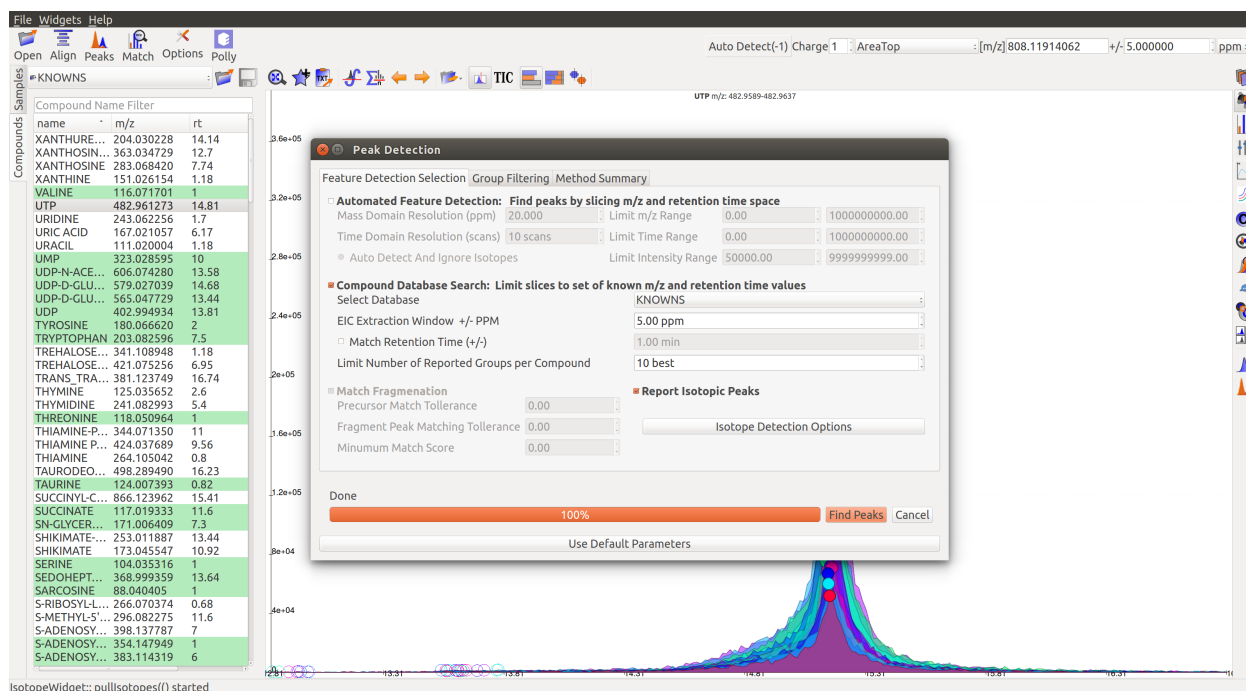 File Widgets Help
Open Align Peaks Match Options Polly
Auto Detect(-1) Charge 1 AreaTop [m/z] 808.11914062 +/- 5.000000 ppm
Samples
Compounds
KNOWNS
TXT
TIC
Compound Name Filter
name m/z rt
XANTHURE... 204.030228 14.14
XANTHOSIN... 363.034729 12.7
XANTHOSINE 283.068420 7.74
XANTHINE 151.026154 1.18
VALINE 116.071701 1
UTP 482.961273 14.81
URIDINE 243.062256 1.7
URIC ACID 167.021057 6.17
URACIL 111.020004 1.18
UMP 323.028595 10
UDP-N-ACE... 606.074280 13.58
UDP-D-GLU... 579.027039 14.68
UDP-D-GLU... 565.047729 13.44
UDP 402.994934 13.81
TYROSINE 180.066620 2
TRYPTOPHAN 203.082596 7.5
TREHALOSE... 341.108948 1.18
TREHALOSE... 421.075256 6.95
TRANS_TRA... 381.123749 16.74
THYMINE 125.035652 2.6
THYMIDINE 241.082993 5.4
THREONINE 118.050964 1
THIAMINE-P... 344.071350 11
THIAMINE P... 424.037689 9.56
THIAMINE 264.105042 0.8
TAURODEO... 498.289490 16.23
TAURINE 124.007393 0.82
SUCCINYL-C... 866.123962 15.41
SUCCINATE 117.019333 11.6
SN-GLYCER... 171.006409 7.3
SHIKIMATE-... 253.011887 13.44
SHIKIMATE 173.045547 10.92
SERINE 104.035316 1
SEDOHEPT... 368.999359 13.64
SARCOSINE 88.040405 1
S-RIBOSYL-L... 266.070374 0.68
S-METHYL-5'... 296.082275 11.6
S-ADENOSY... 398.137787 7
S-ADENOSY... 354.147949 1
S-ADENOSY... 383.114319 6
IsotopeWidget:: pullIsotopes(() started
UTP m/z: 482.9589-482.9637
3.6e+05
3.2e+05
2.8e+05
2.4e+05
2e+05
1.6e+05
1.2e+05
8e+04
4e+04
12.81 13.31 13.81 14.31 14.81 15.31 15.81 16.31
Peak Detection
Feature Detection Selection Group Filtering Method Summary
Automated Feature Detection: Find peaks by slicing m/z and retention time space
Mass Domain Resolution (ppm) 20.000 Limit m/z Range 0.00 1000000000.00
Time Domain Resolution (scans) 10 scans Limit Time Range 0.00 1000000000.00
Auto Detect And Ignore Isotopes Limit Intensity Range 50000.00 9999999999.00
Compound Database Search: Limit slices to set of known m/z and retention time values
Select Database KNOWNS
EIC Extraction Window +/- PPM 5.00 ppm
Match Retention Time (+/-) 1.00 min
Limit Number of Reported Groups per Compound 10 best
Match Fragmenation Report Isotopic Peaks
Precursor Match Tollerance 0.00
Fragment Peak Matching Tollerance 0.00 Isotope Detection Options
Minumum Match Score 0.00
Done
100% Find Peaks Cancel
Use Default Parameters